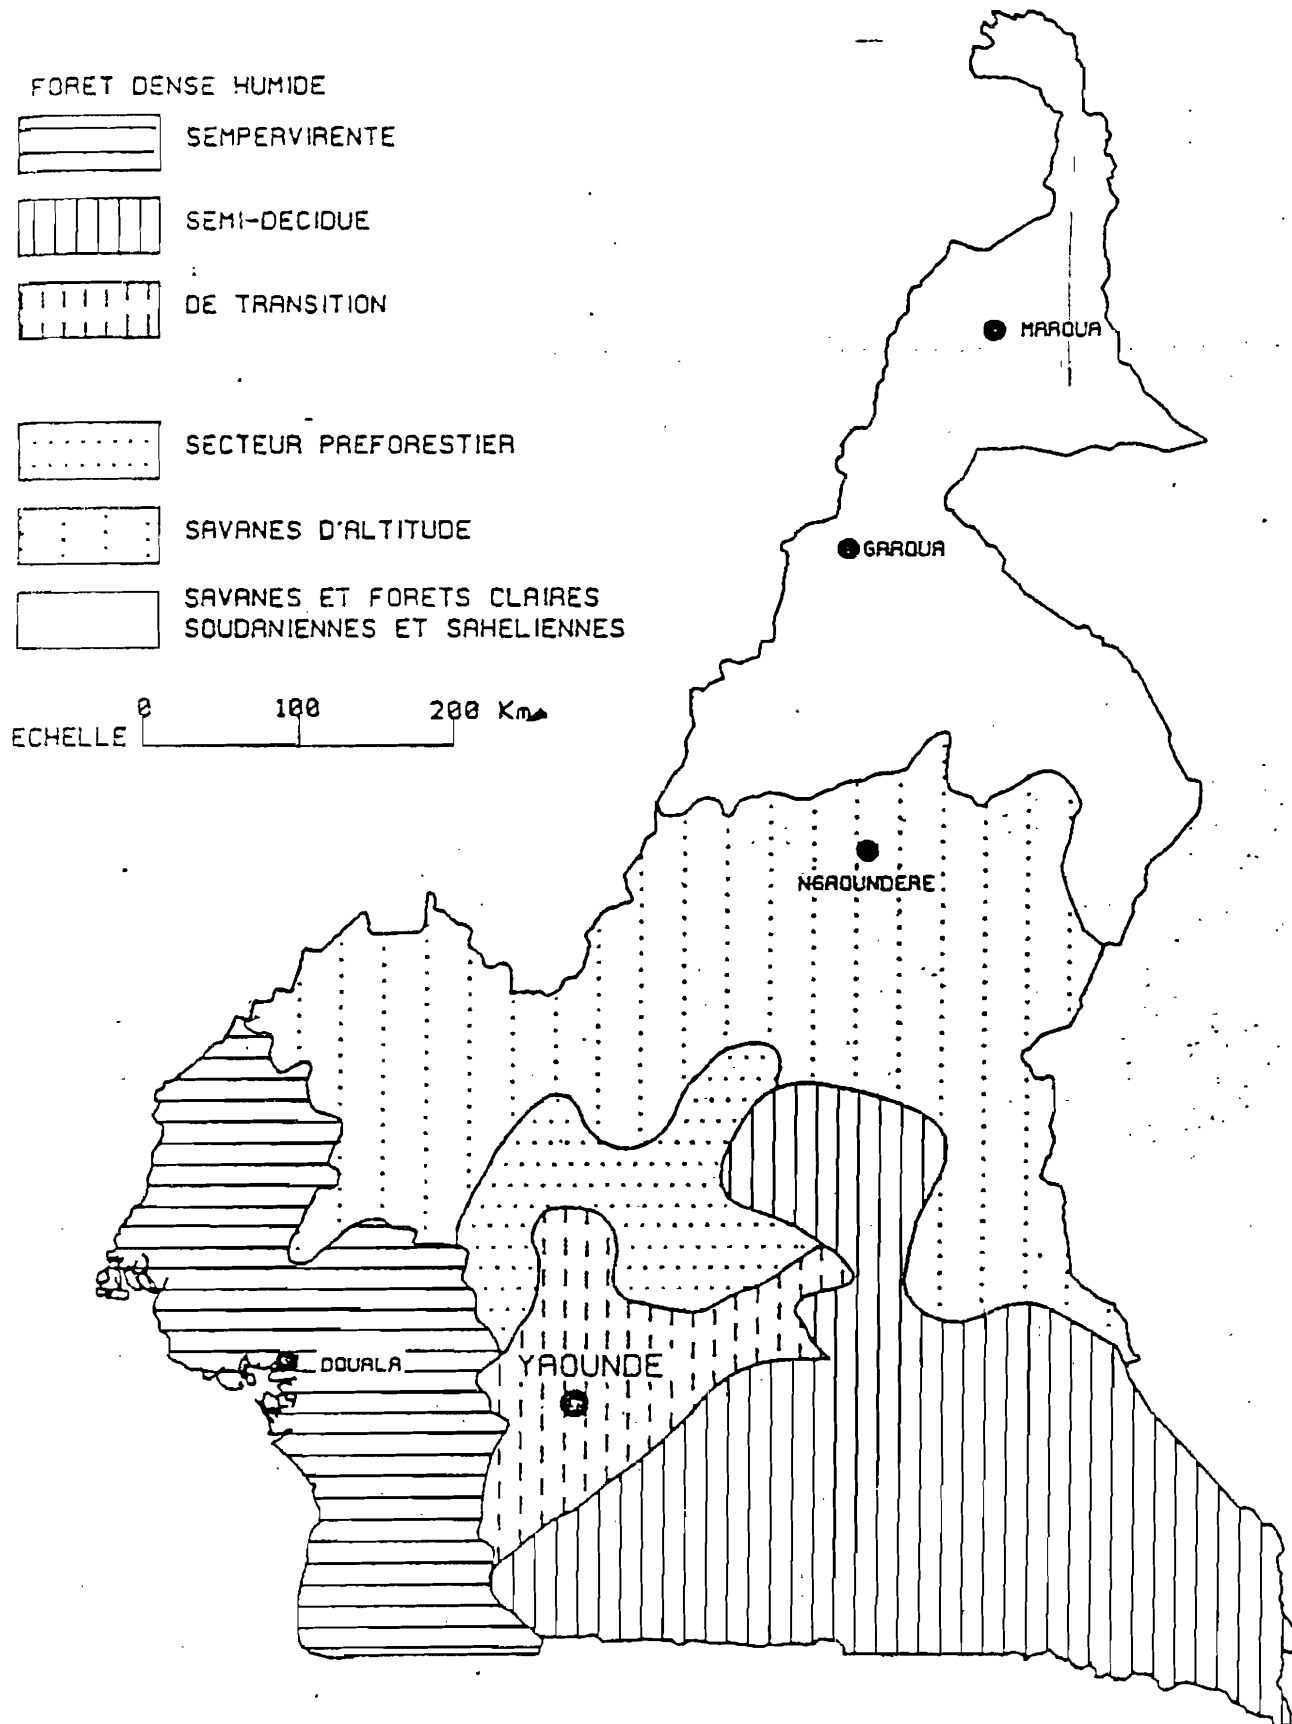 FORET DENSE HUMIDE
SEMPERVIRENTE
SEMI-DECIDUE
DE TRANSITION
SECTEUR PREFORESTIER
SAVANES D'ALTITUDE
SAVANES ET FORETS CLAIRES
SOUDANIENNES ET SAHELIENNES
0 100 200 Km
ECHELLE
MAROUA
GAROUA
NGAOUNDERE
DOUALA
YAOUNDE